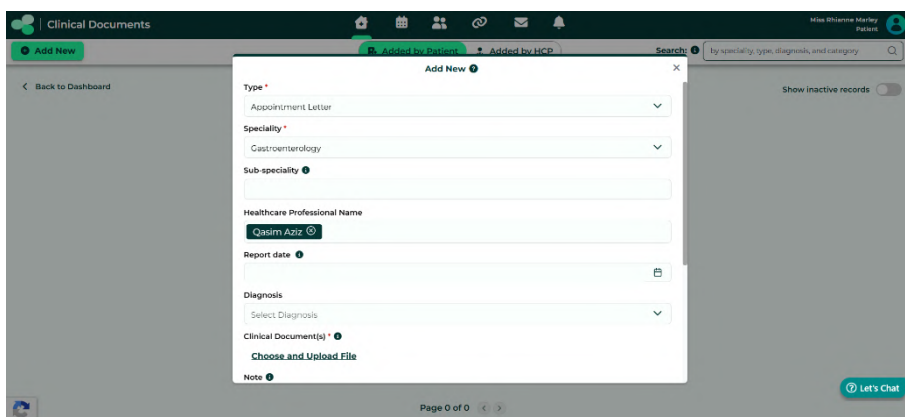 Clinical Documents
Miss Rhianne Marley
Patient
Add New
Added by Patient
Added by HCP
Search:
by speciality, type, diagnosis, and category
Back to Dashboard
Show inactive records
Add New
Type *
Appointment Letter
Speciality *
Gastroenterology
Sub-speciality
Healthcare Professional Name
Qasim Aziz
Report date
Diagnosis
Select Diagnosis
Clinical Document(s) *
Choose and Upload File
Note
Let's Chat
Page 0 of 0